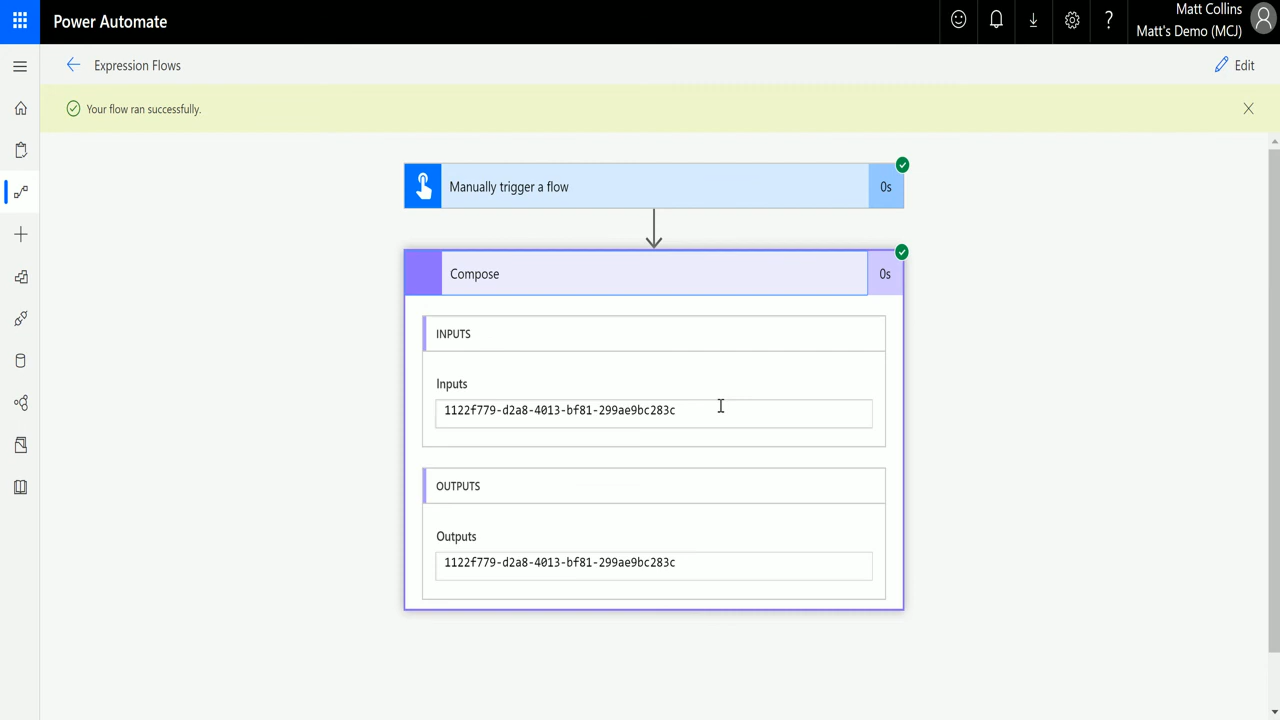 Power Automate
?
Matt Collins
Matt's Demo (MCJ)
Expression Flows
Edit
Your flow ran successfully.
Manually trigger a flow
0s
Compose
0s
INPUTS
Inputs
1122f779-d2a8-4013-bf81-299ae9bc283c
OUTPUTS
Outputs
1122f779-d2a8-4013-bf81-299ae9bc283c